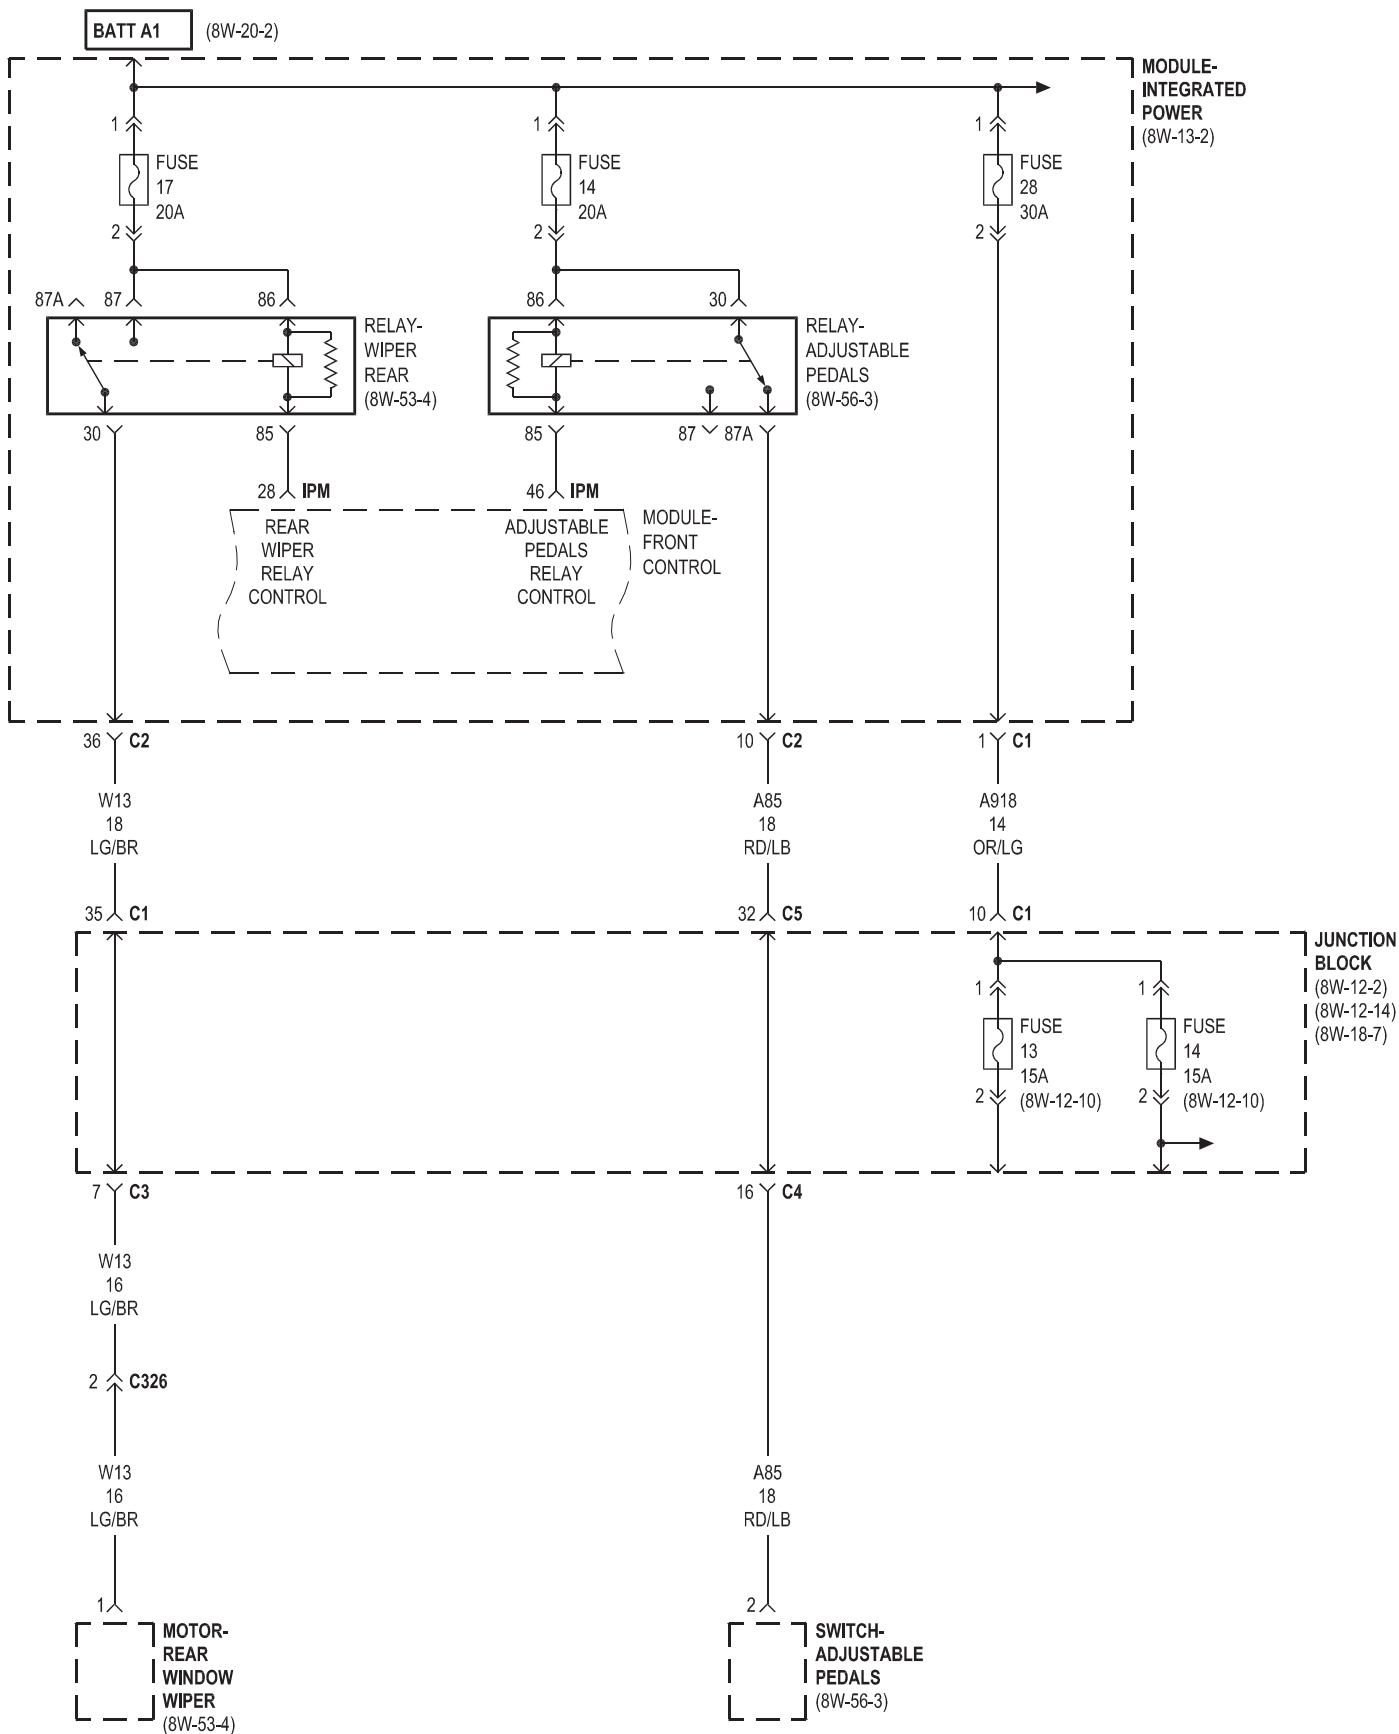 BATT A1 (8W-20-2)
MODULE-
INTEGRATED
POWER
(8W-13-2)
1 1 1
FUSE
17
20A
FUSE
14
20A
FUSE
28
30A
2 2 2
87A 87 86 86 30
RELAY-
WIPER
REAR
(8W-53-4)
RELAY-
ADJUSTABLE
PEDALS
(8W-56-3)
30 85 85 87 87A
28 IPM 46 IPM
REAR
WIPER
RELAY
CONTROL
ADJUSTABLE
PEDALS
RELAY
CONTROL
MODULE-
FRONT
CONTROL
36 C2 10 C2 1 C1
W13
18
LG/BR
A85
18
RD/LB
A918
14
OR/LG
35 C1 32 C5 10 C1
JUNCTION
BLOCK
(8W-12-2)
(8W-12-14)
(8W-18-7)
1 1
FUSE
13
15A
(8W-12-10)
FUSE
14
15A
(8W-12-10)
2 2
7 C3 16 C4
W13
16
LG/BR
2 C326
W13
16
LG/BR
A85
18
RD/LB
1 2
MOTOR-
REAR
WINDOW
WIPER
(8W-53-4)
SWITCH-
ADJUSTABLE
PEDALS
(8W-56-3)